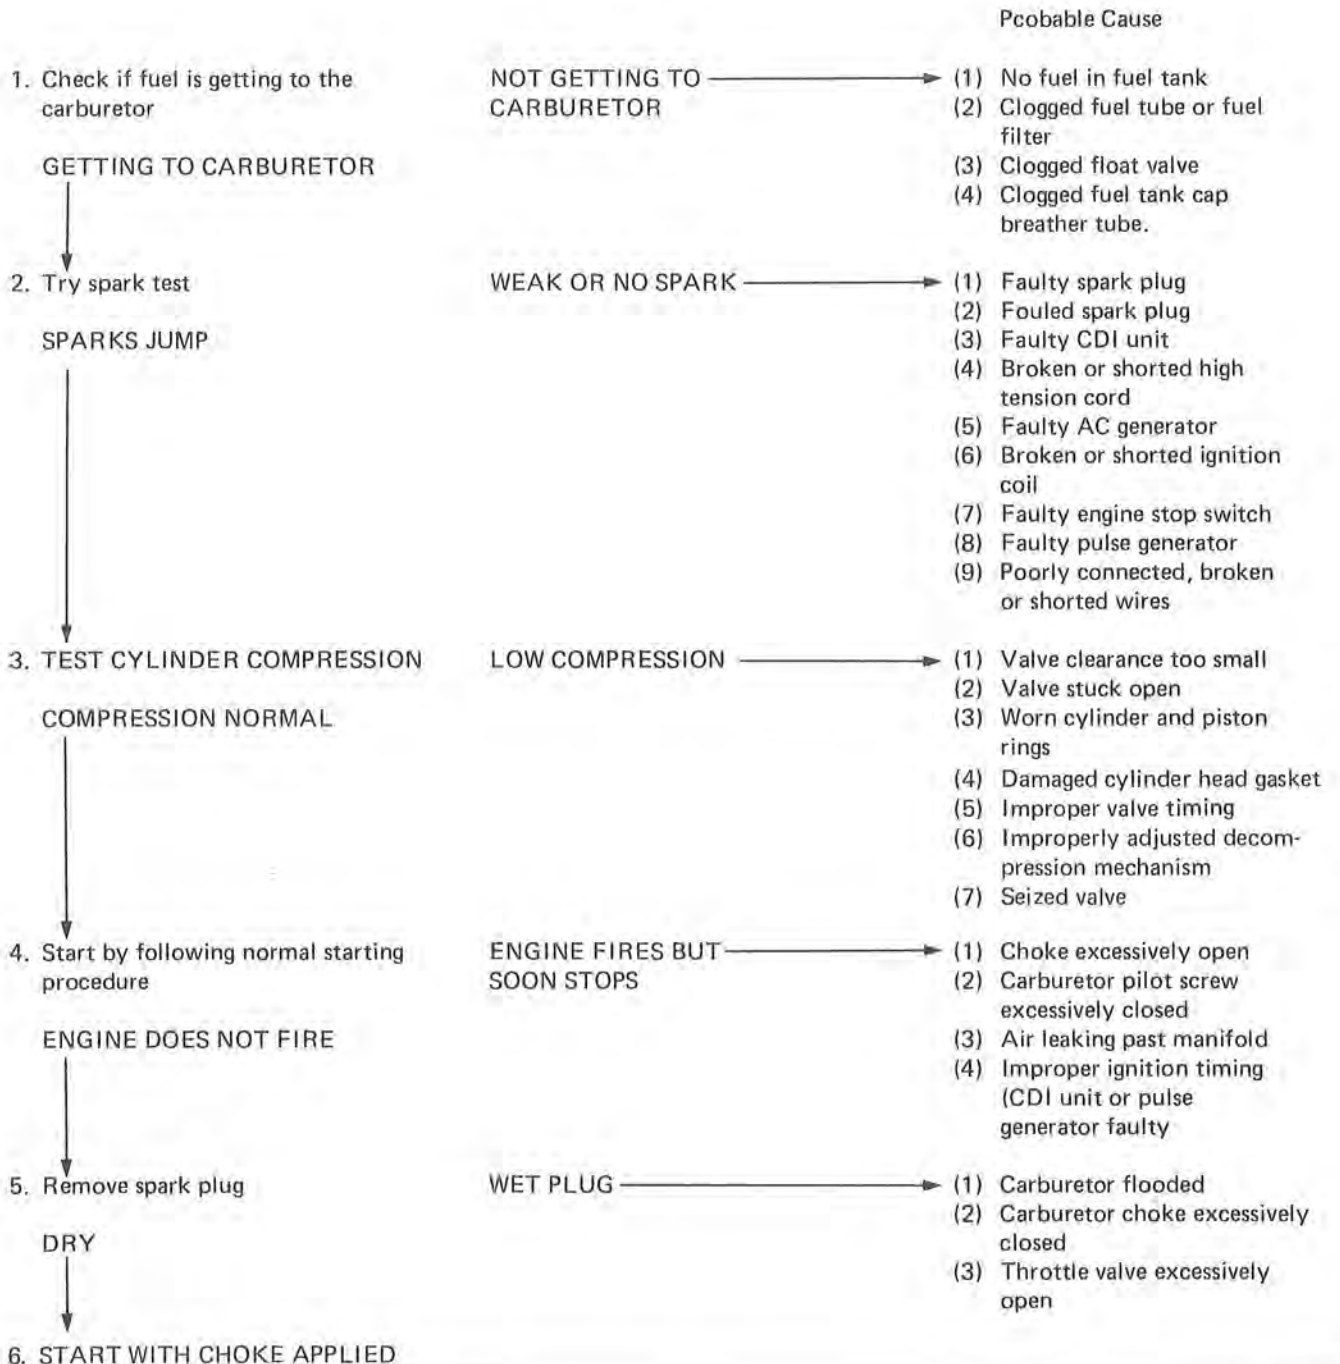 Pcobable Cause
1. Check if fuel is getting to the
carburetor
GETTING TO CARBURETOR
NOT GETTING TO
CARBURETOR
(1) No fuel in fuel tank
(2) Clogged fuel tube or fuel
filter
(3) Clogged float valve
(4) Clogged fuel tank cap
breather tube.
2. Try spark test
SPARKS JUMP
WEAK OR NO SPARK
(1) Faulty spark plug
(2) Fouled spark plug
(3) Faulty CDI unit
(4) Broken or shorted high
tension cord
(5) Faulty AC generator
(6) Broken or shorted ignition
coil
(7) Faulty engine stop switch
(8) Faulty pulse generator
(9) Poorly connected, broken
or shorted wires
3. TEST CYLINDER COMPRESSION
COMPRESSION NORMAL
LOW COMPRESSION
(1) Valve clearance too small
(2) Valve stuck open
(3) Worn cylinder and piston
rings
(4) Damaged cylinder head gasket
(5) Improper valve timing
(6) Improperly adjusted decom-
pression mechanism
(7) Seized valve
4. Start by following normal starting
procedure
ENGINE DOES NOT FIRE
ENGINE FIRES BUT
SOON STOPS
(1) Choke excessively open
(2) Carburetor pilot screw
excessively closed
(3) Air leaking past manifold
(4) Improper ignition timing
(CDI unit or pulse
generator faulty
5. Remove spark plug
DRY
WET PLUG
(1) Carburetor flooded
(2) Carburetor choke excessively
closed
(3) Throttle valve excessively
open
6. START WITH CHOKE APPLIED